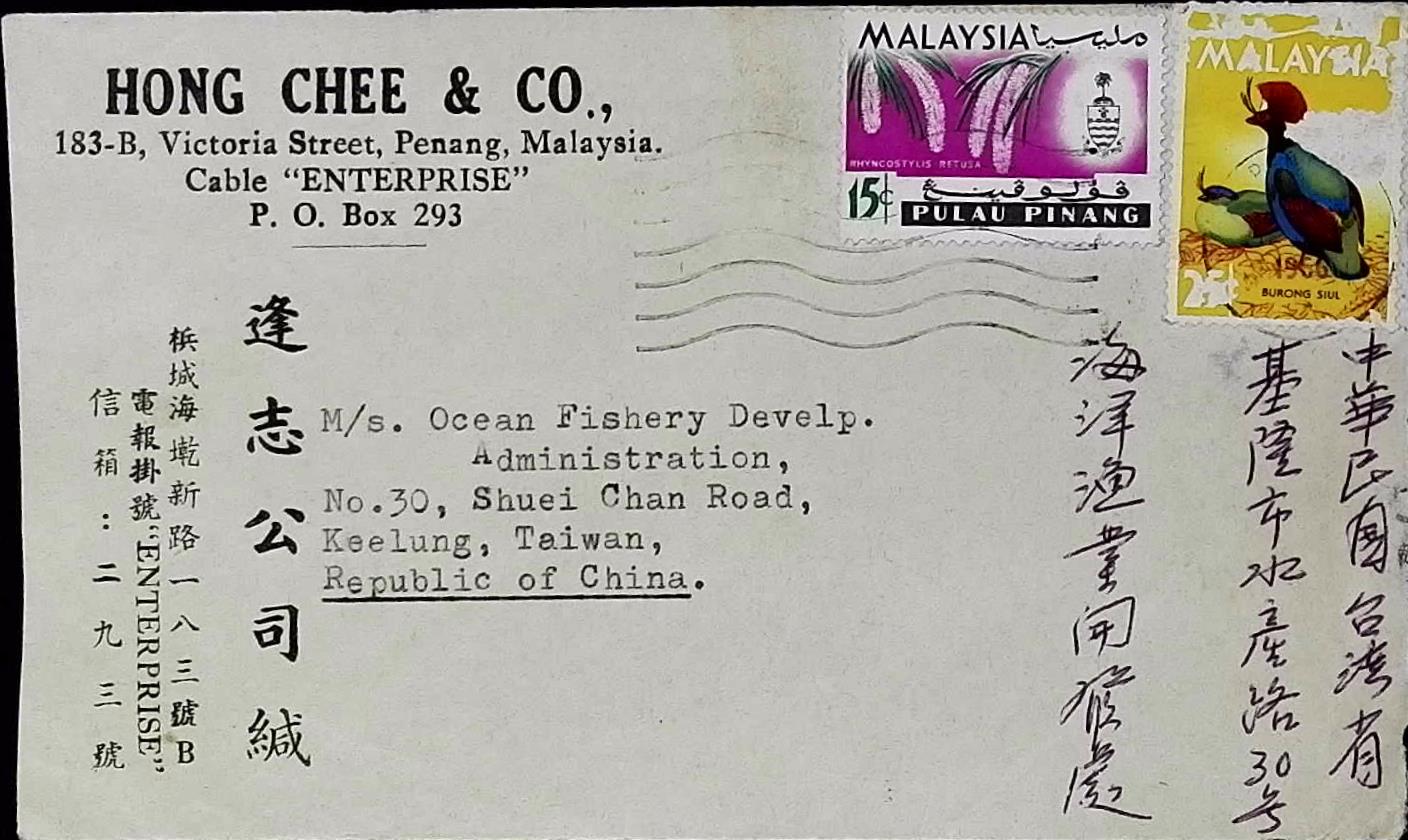 HONG CHEE & CO.,
183-B, Victoria Street, Penang, Malaysia.
Cable “ENTERPRISE”
P. O. Box 293
MALAYSIA مليسيا
RHYNCOSTYLIS RETUSA
15¢
ڤولو ڤينڠ
PULAU PINANG
MALAYSIA
25¢
BURONG SIUL
M/s. Ocean Fishery Develp.
Administration,
No.30, Shuei Chan Road,
Keelung, Taiwan,
Republic of China.
中華民國台灣省
基隆市水產路30号
海洋漁業開發處
逢志公司緘
梹城海墘新路一八三號B
電報掛號“ENTERPRISE”
信箱：二九三號